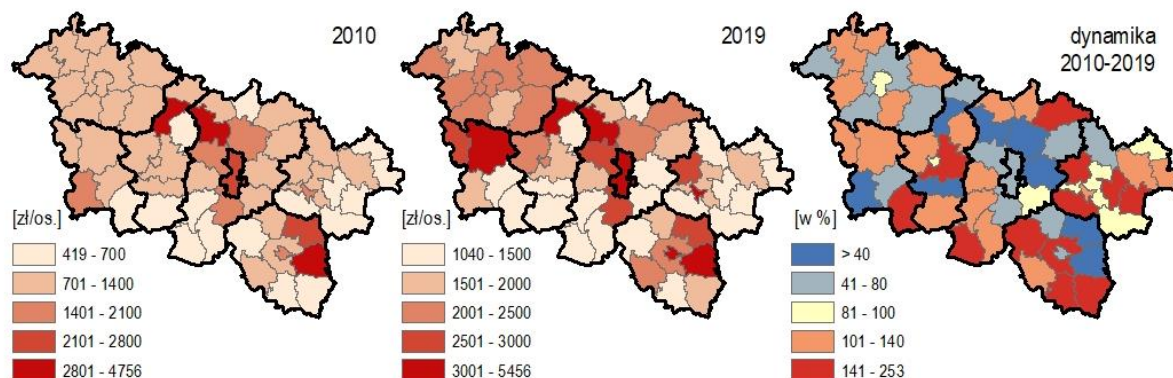 2010
[zł/os.]
419 - 700
701 - 1400
1401 - 2100
2101 - 2800
2801 - 4756
2019
[zł/os.]
1040 - 1500
1501 - 2000
2001 - 2500
2501 - 3000
3001 - 5456
dynamika
2010-2019
[w %]
> 40
41 - 80
81 - 100
101 - 140
141 - 253